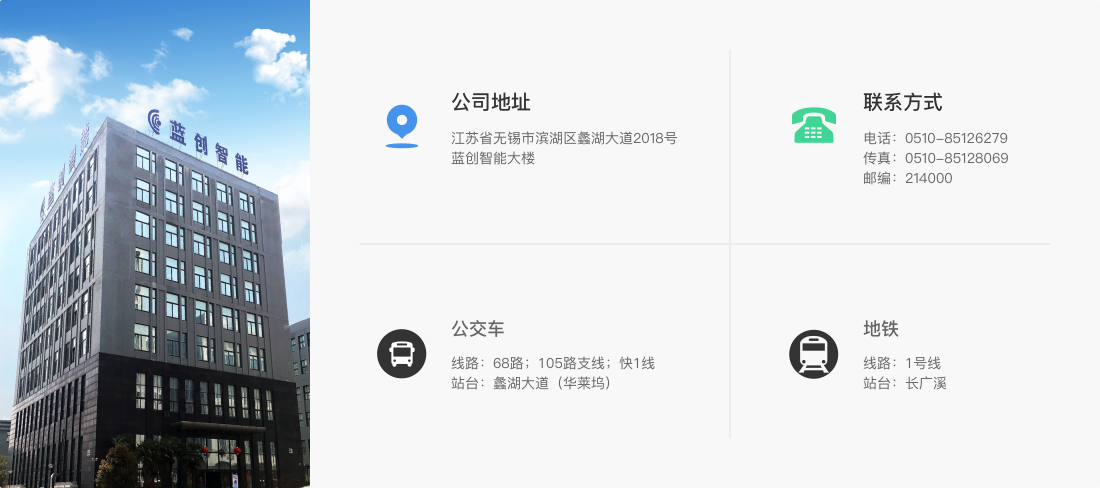 蓝创智能
公司地址
江苏省无锡市滨湖区蠡湖大道2018号
蓝创智能大楼
联系方式
电话：0510-85126279
传真：0510-85128069
邮编：214000
公交车
线路：68路；105路支线；快1线
站台：蠡湖大道（华莱坞）
地铁
线路：1号线
站台：长广溪